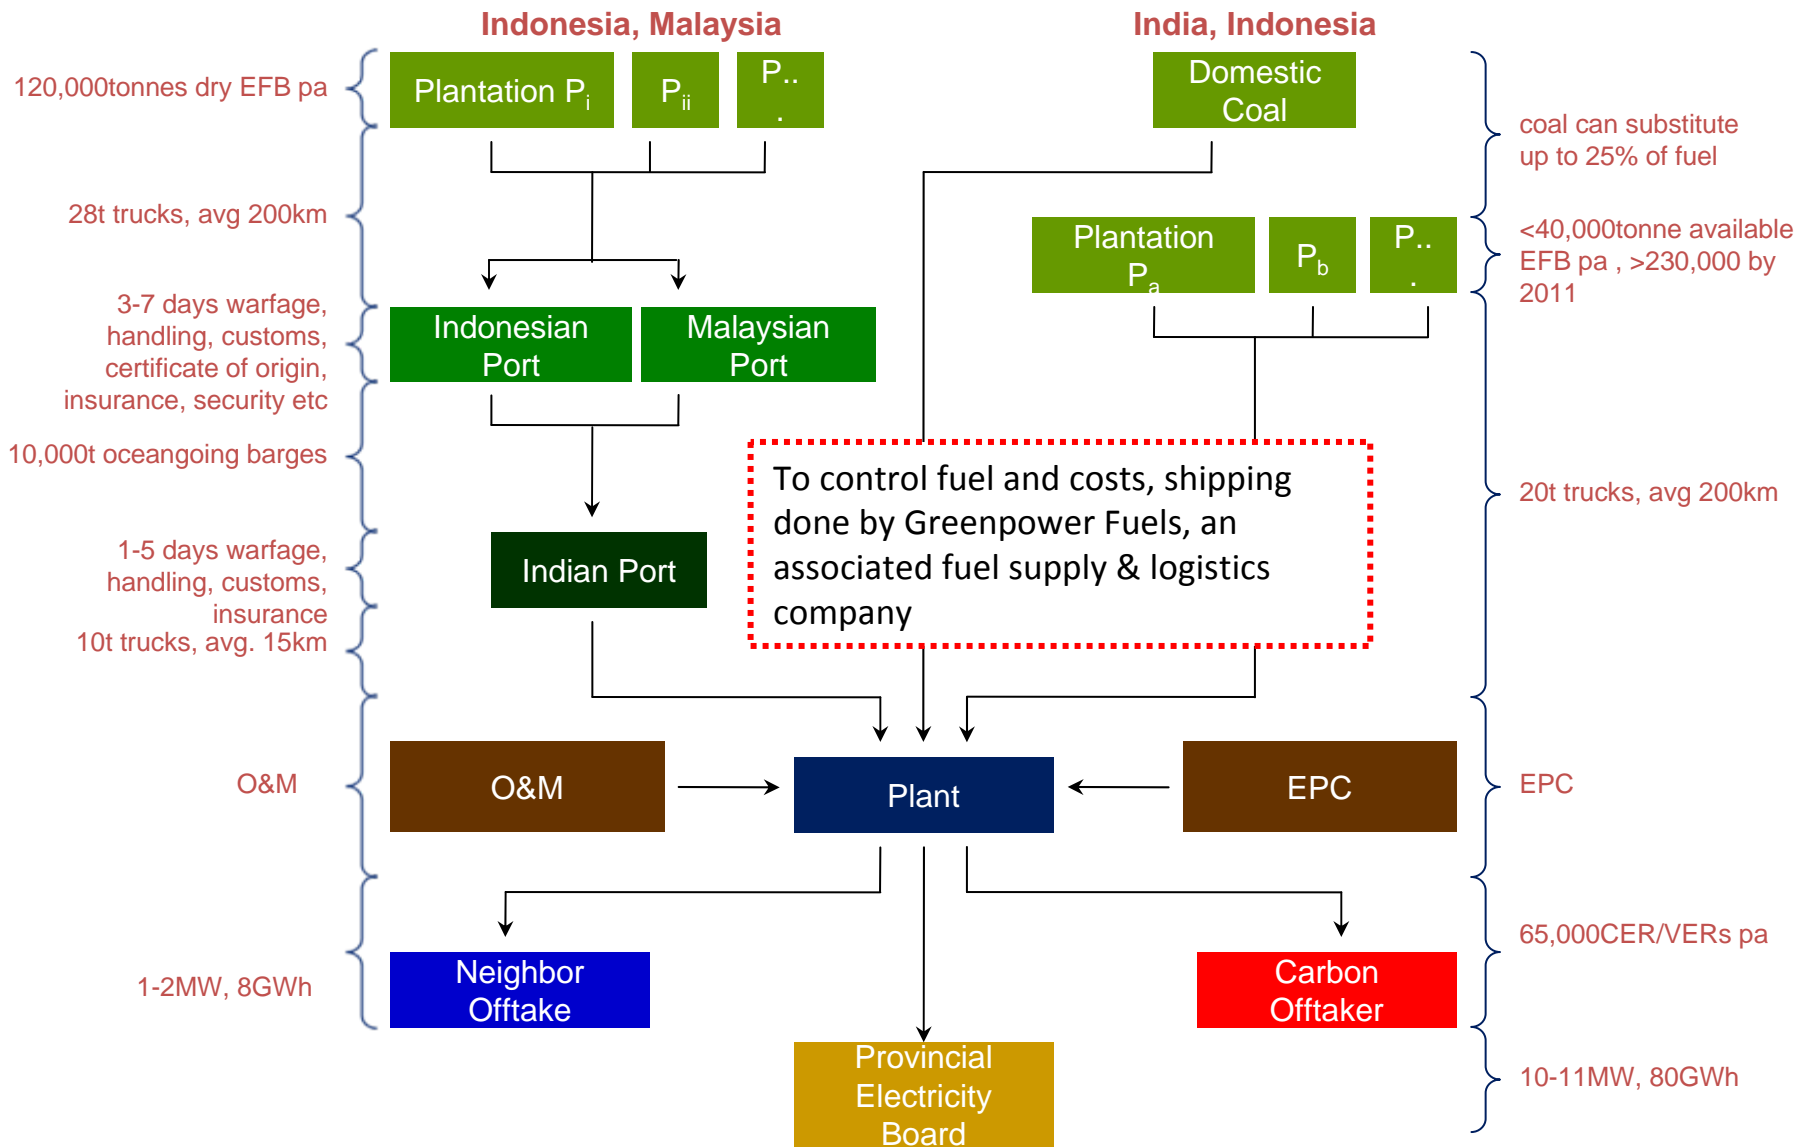 Indonesia, Malaysia
India, Indonesia
120,000tonnes dry EFB pa
Plantation Pi
Pii
P..
.
Domestic
Coal
coal can substitute
up to 25% of fuel
28t trucks, avg 200km
Plantation
Pa
Pb
P..
.
<40,000tonne available
EFB pa , >230,000 by
2011
3-7 days warfage,
handling, customs,
certificate of origin,
insurance, security etc
Indonesian
Port
Malaysian
Port
10,000t oceangoing barges
To control fuel and costs, shipping
done by Greenpower Fuels, an
associated fuel supply & logistics
company
20t trucks, avg 200km
1-5 days warfage,
handling, customs,
insurance
Indian Port
10t trucks, avg. 15km
O&M
O&M
Plant
EPC
EPC
1-2MW, 8GWh
Neighbor
Offtake
Carbon
Offtaker
65,000CER/VERs pa
Provincial
Electricity
Board
10-11MW, 80GWh